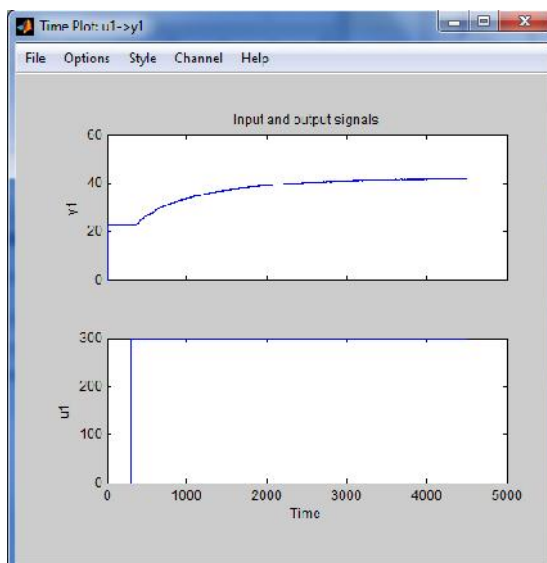 Time Plot: u1->y1
File Options Style Channel Help
Input and output signals
60
40
20
0
y1
300
200
100
0
u1
0 1000 2000 3000 4000 5000
Time